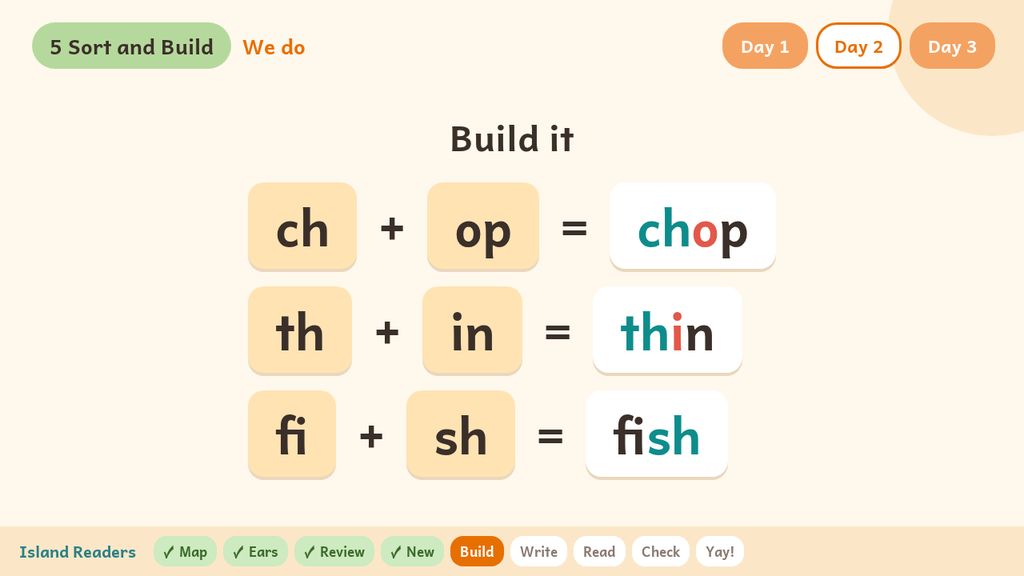 5 Sort and Build We do Day 1 Day 2 Day 3
Build it
ch + op = chop
th + in = thin
fi + sh = fish
Island Readers ✓ Map ✓ Ears ✓ Review ✓ New Build Write Read Check Yay!